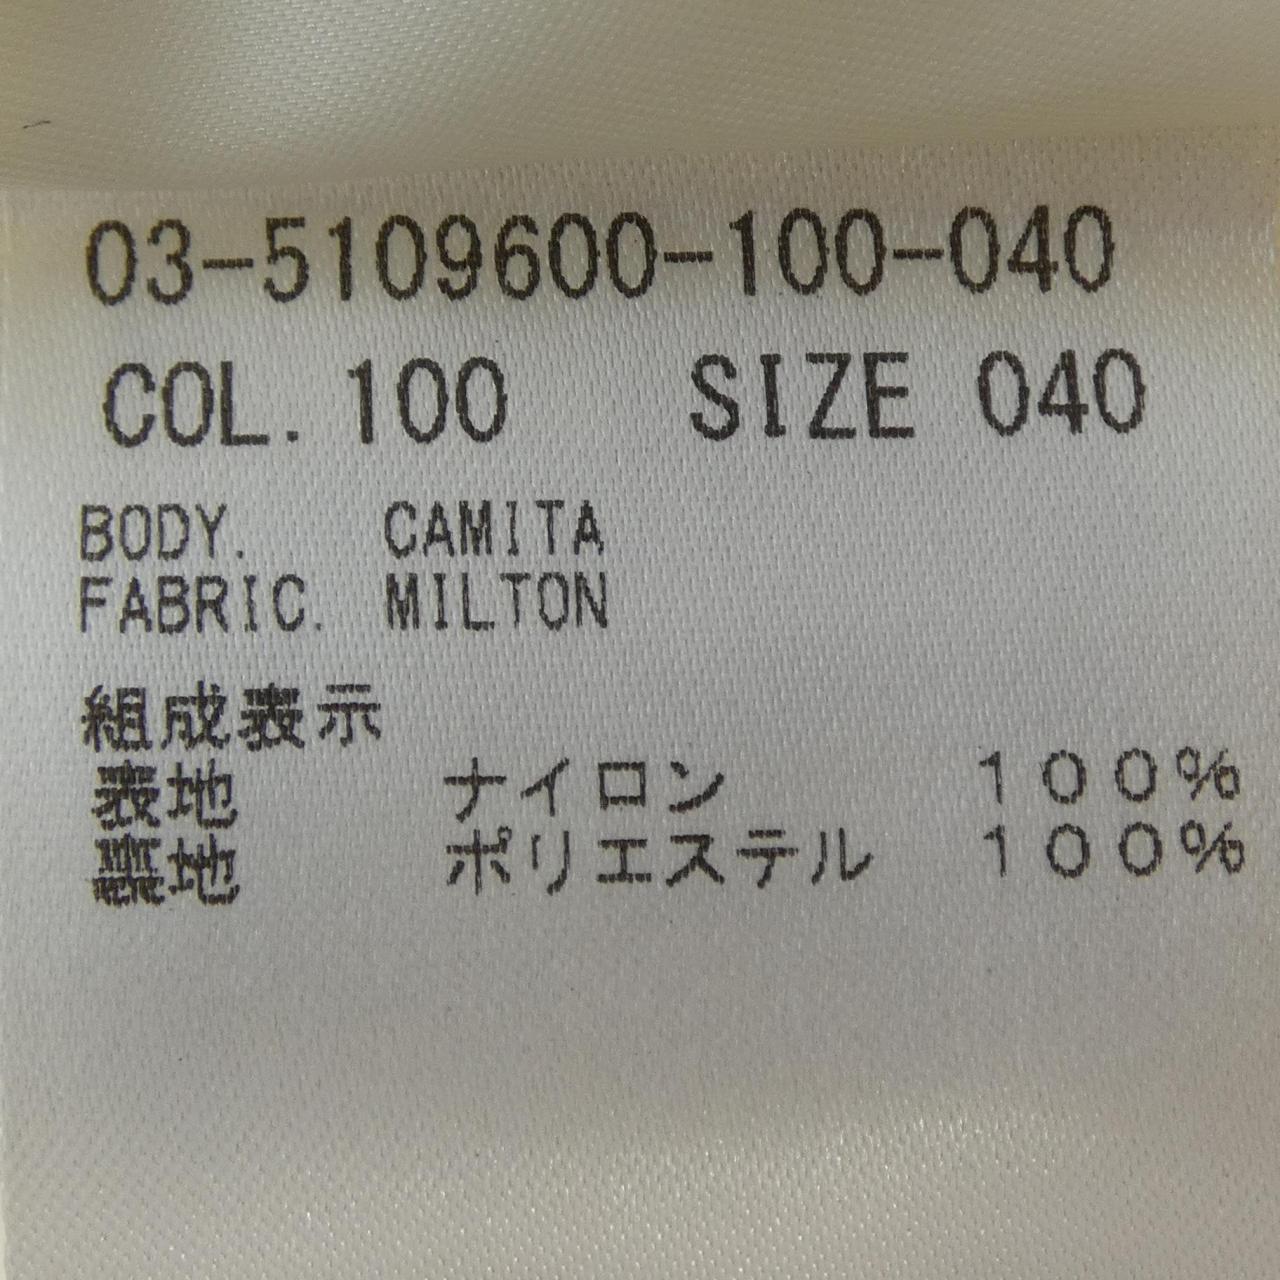 03-5109600-100-040
COL. 100 SIZE 040
BODY. CAMITA
FABRIC. MILTON
組成表示
表地 ナイロン 100%
裏地 ポリエステル 100%